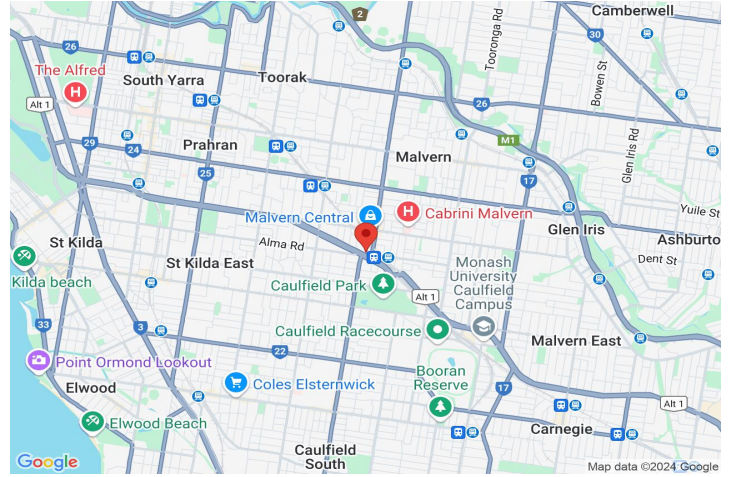 Camberwell
2
Tooronga Rd
26
30
The Alfred
H
South Yarra
Toorak
Bowen St
Alt 1
26
29
24
Prahran
M1
Glen Iris Rd
Malvern
25
17
Malvern Central
H
Cabrini Malvern
Yuile St
St Kilda
Alma Rd
Glen Iris
Ashburto
Dent St
Kilda beach
St Kilda East
Monash
University
Caulfield
Campus
Caulfield Park
Alt 1
33
3
Caulfield Racecourse
Malvern East
22
Point Ormond Lookout
Booran
Reserve
Elwood
Coles Elsternwick
17
Alt 1
Elwood Beach
Carnegie
Caulfield
South
Google
Map data ©2024 Google